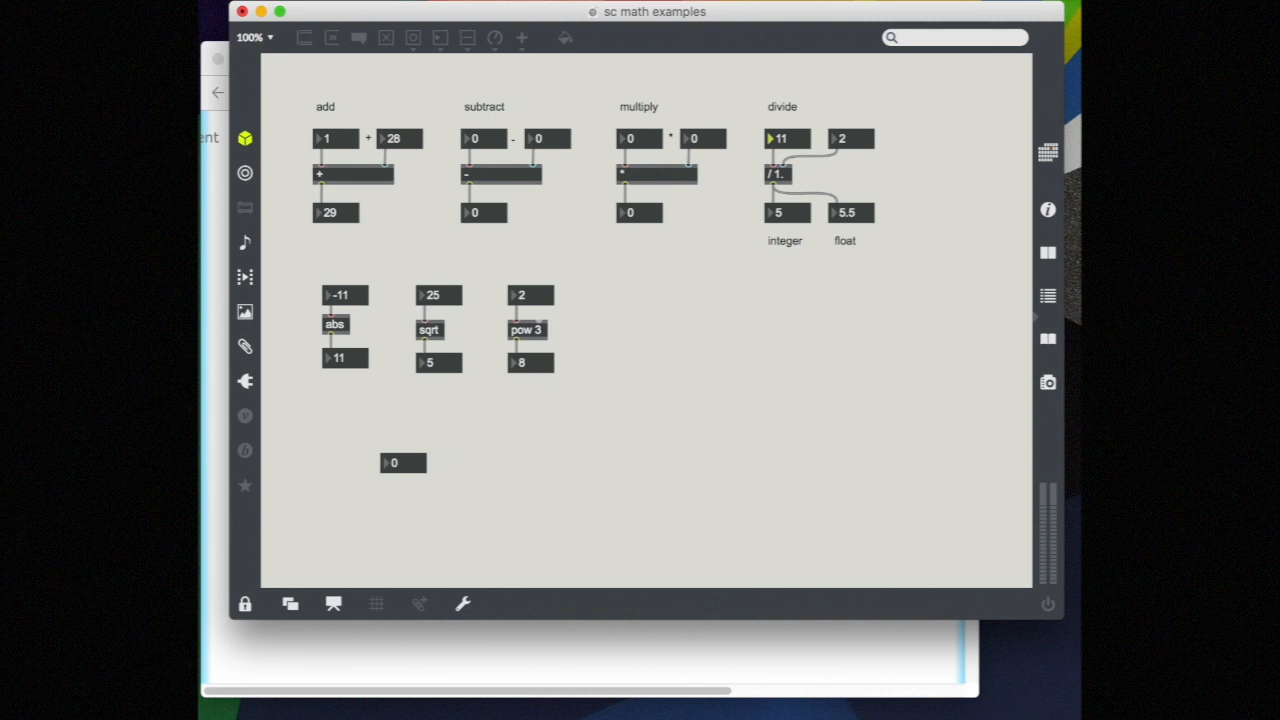 sc math examples
100%
ent
add subtract multiply divide
1 + 28 0 - 0 0 * 0 11 2
+ - * / 1.
29 0 0 5 5.5
integer float
-11 25 2
abs sqrt pow 3
11 5 8
0